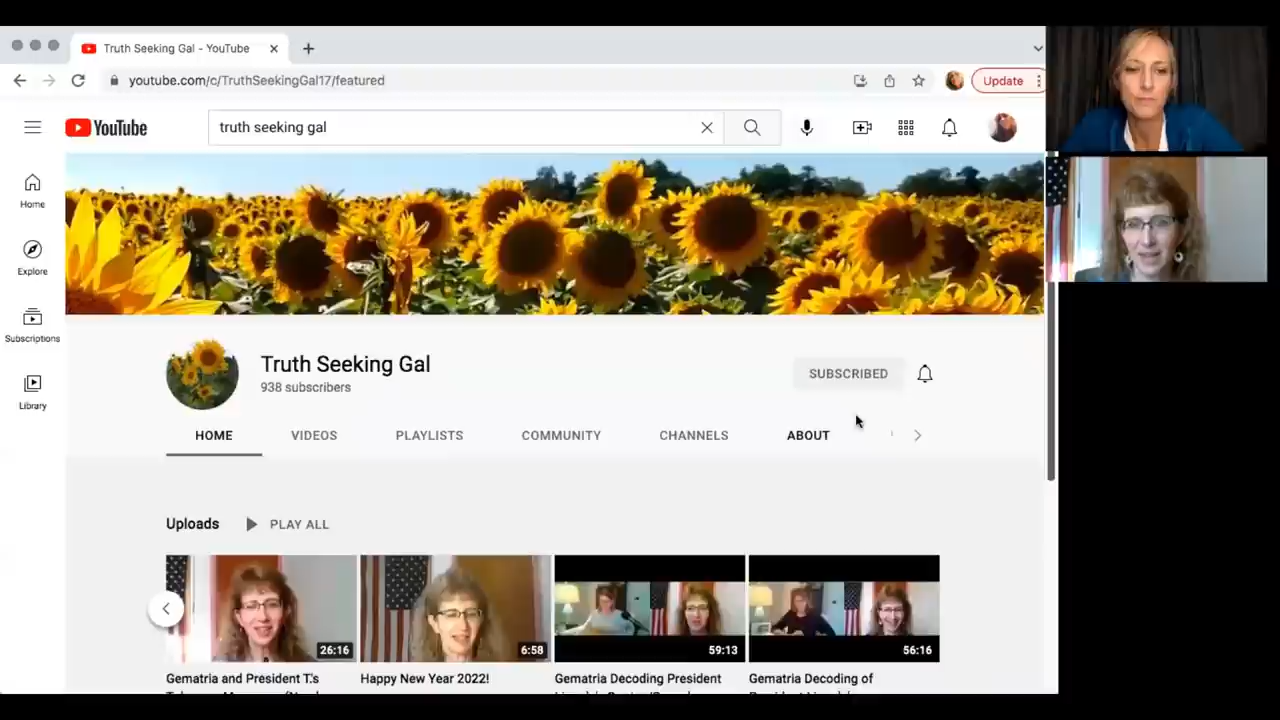 Truth Seeking Gal - YouTube
youtube.com/c/TruthSeekingGal17/featured
Update
YouTube
truth seeking gal
Home
Explore
Subscriptions
Library
Truth Seeking Gal
938 subscribers
SUBSCRIBED
HOME VIDEOS PLAYLISTS COMMUNITY CHANNELS ABOUT
Uploads PLAY ALL
26:16 6:58 59:13 56:16
Gematria and President T.'s Happy New Year 2022! Gematria Decoding President Gematria Decoding of